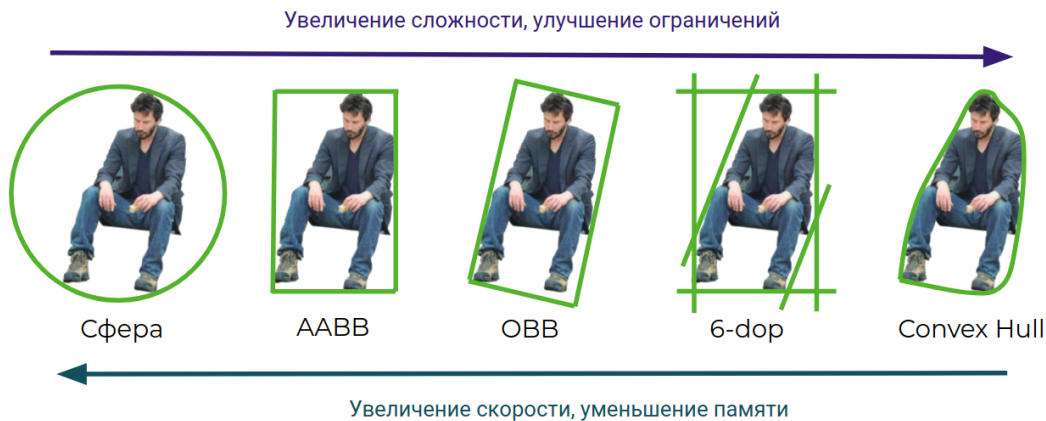 Увеличение сложности, улучшение ограничений
Сфера
AABB
OBB
6-dop
Convex Hull
Увеличение скорости, уменьшение памяти